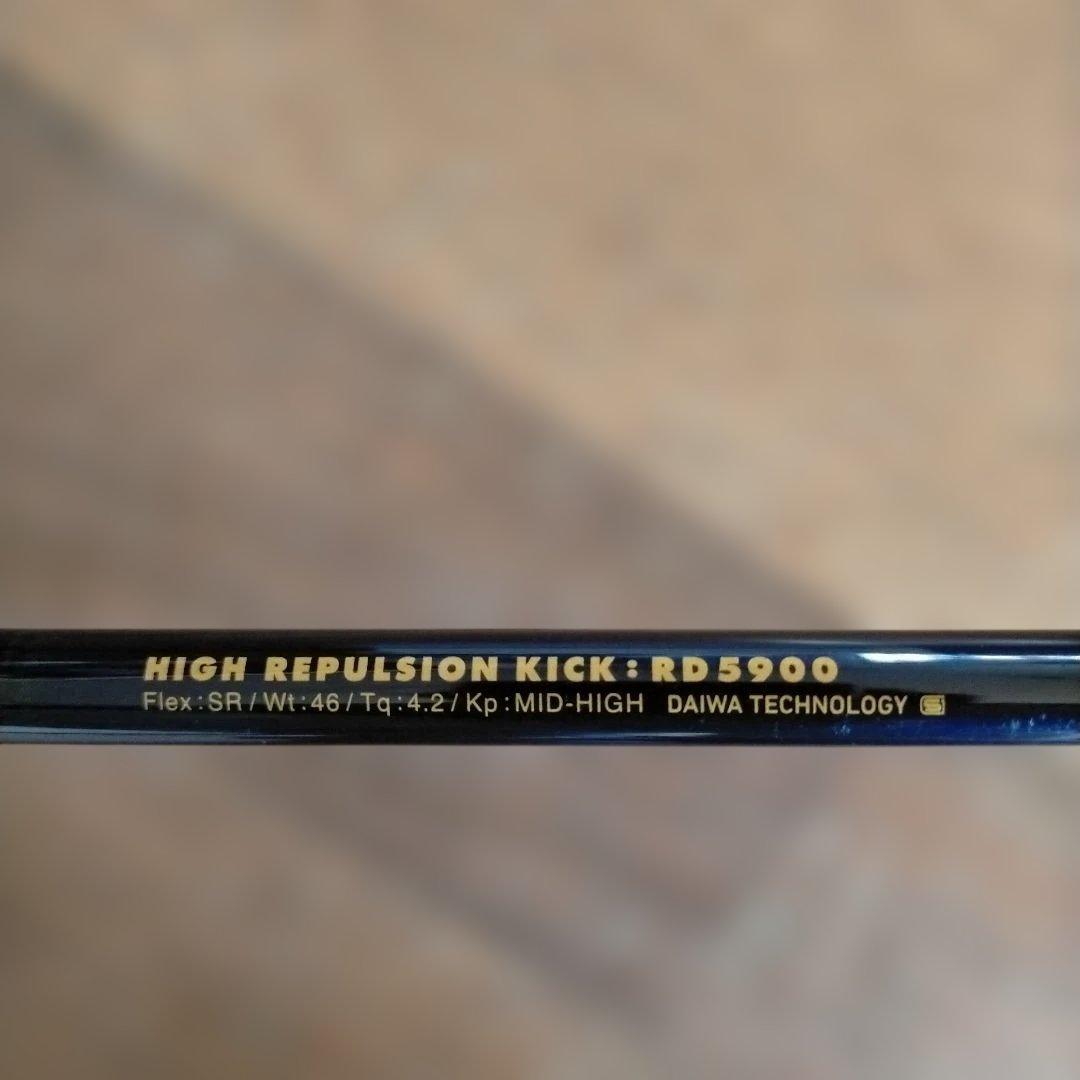 HIGH REPULSION KICK:RD5900
Flex:SR/Wt:46/Tq:4.2/Kp:MID-HIGH DAIWA TECHNOLOGY